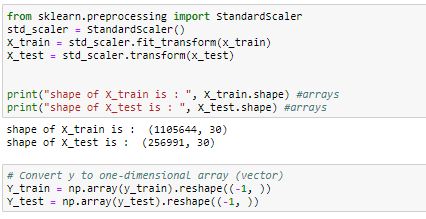 from sklearn.preprocessing import StandardScaler
std_scaler = StandardScaler()
X_train = std_scaler.fit_transform(x_train)
X_test = std_scaler.transform(x_test)
print("shape of X_train is : ", X_train.shape) #arrays
print("shape of X_test is : ", X_test.shape) #arrays
shape of X_train is :  (1105644, 30)
shape of X_test is :  (256991, 30)
# Convert y to one-dimensional array (vector)
Y_train = np.array(y_train).reshape((-1, ))
Y_test = np.array(y_test).reshape((-1, ))